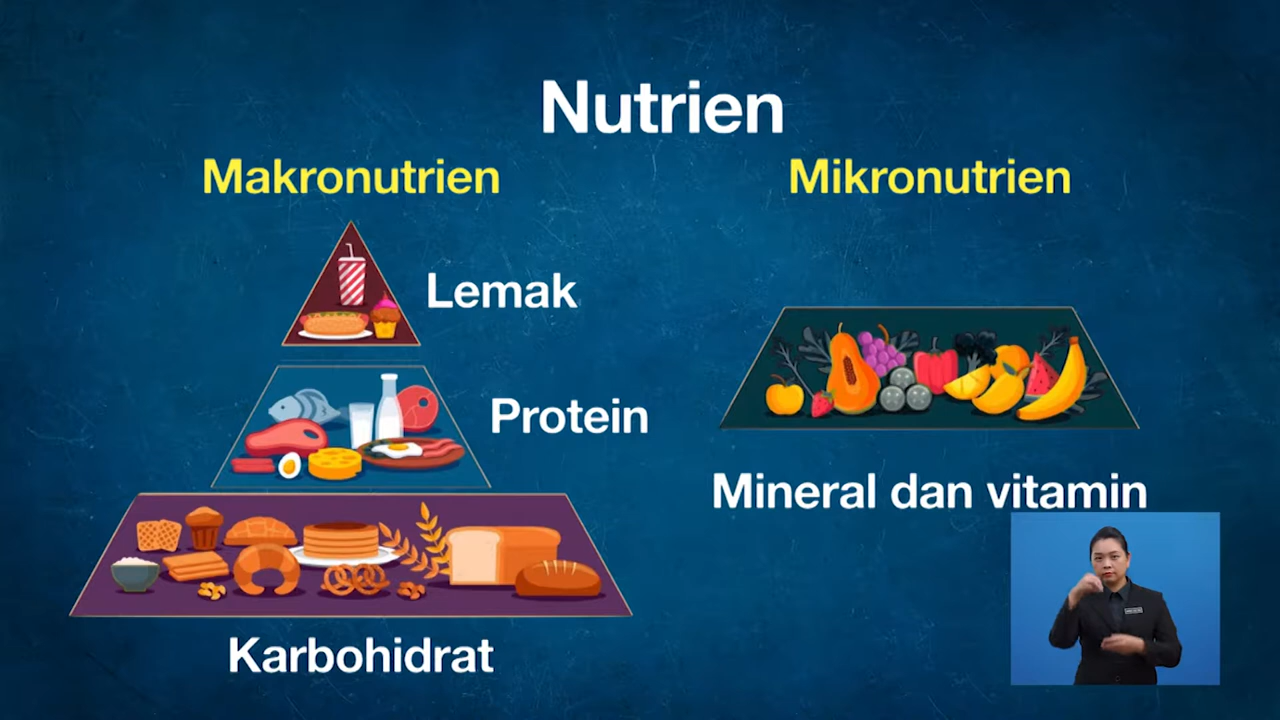 Nutrien
Makronutrien
Mikronutrien
Lemak
Protein
Karbohidrat
Mineral dan vitamin